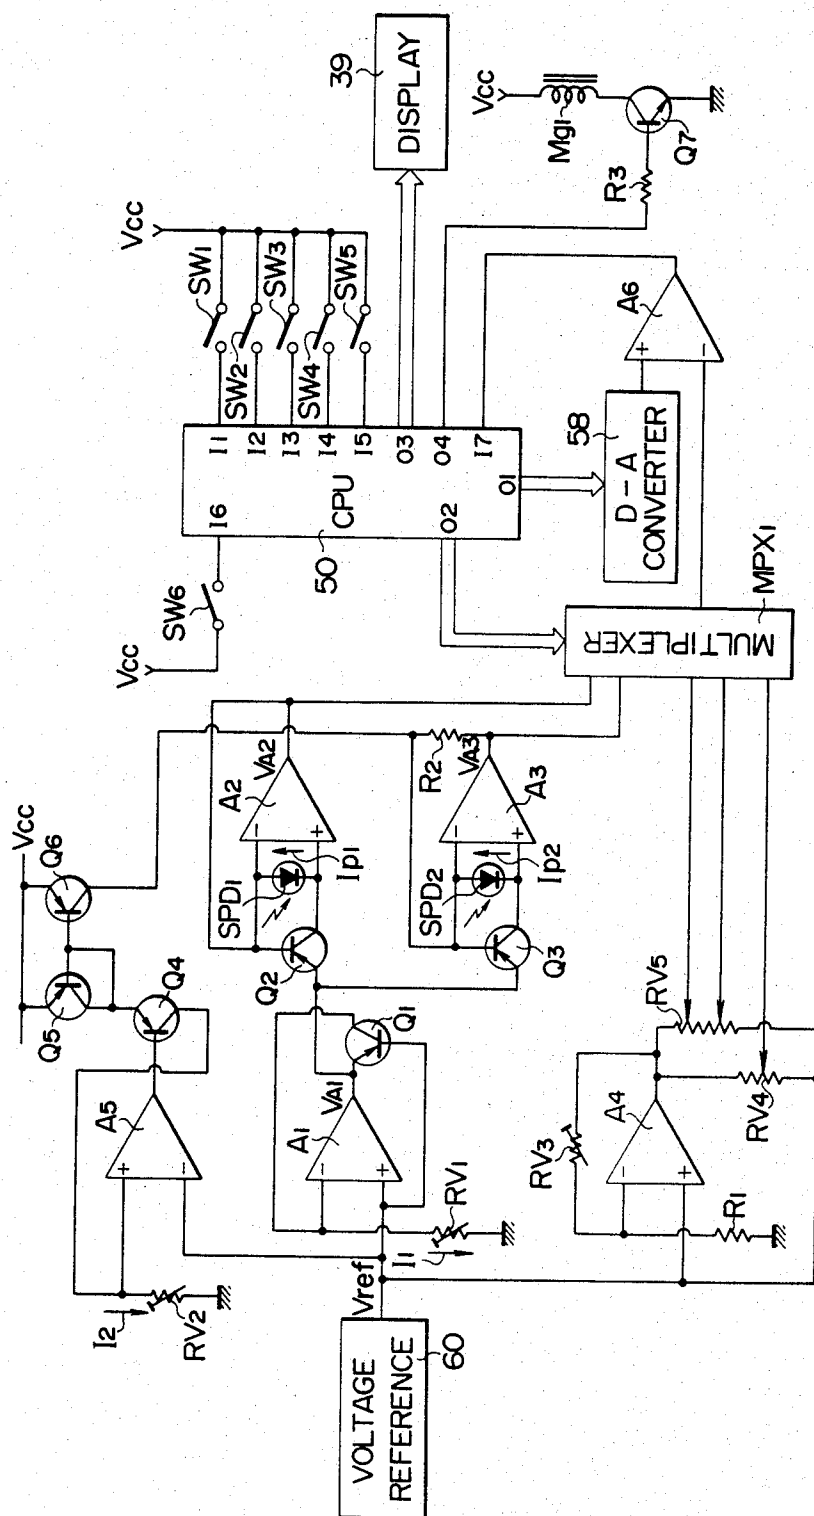 VOLTAGE
REFERENCE
60
Vref
I2
RV2
A5
+
-
Q5
Q4
Vcc
Q6
I1
RV1
A1
-
+
VA1
Q1
Q2
SPD1
Ip1
A2
-
+
VA2
Q3
SPD2
Ip2
A3
-
+
VA3
R2
RV3
R1
A4
-
+
RV4
RV5
Vcc
SW6
CPU
50
I6
I1
I2
I3
I4
I5
O3
O4
I7
O1
O2
SW1
SW2
SW3
SW4
SW5
Vcc
DISPLAY
39
MULTIPLEXER
MPX1
D-A
CONVERTER
58
A6
+
-
R3
Q7
Mg1
Vcc